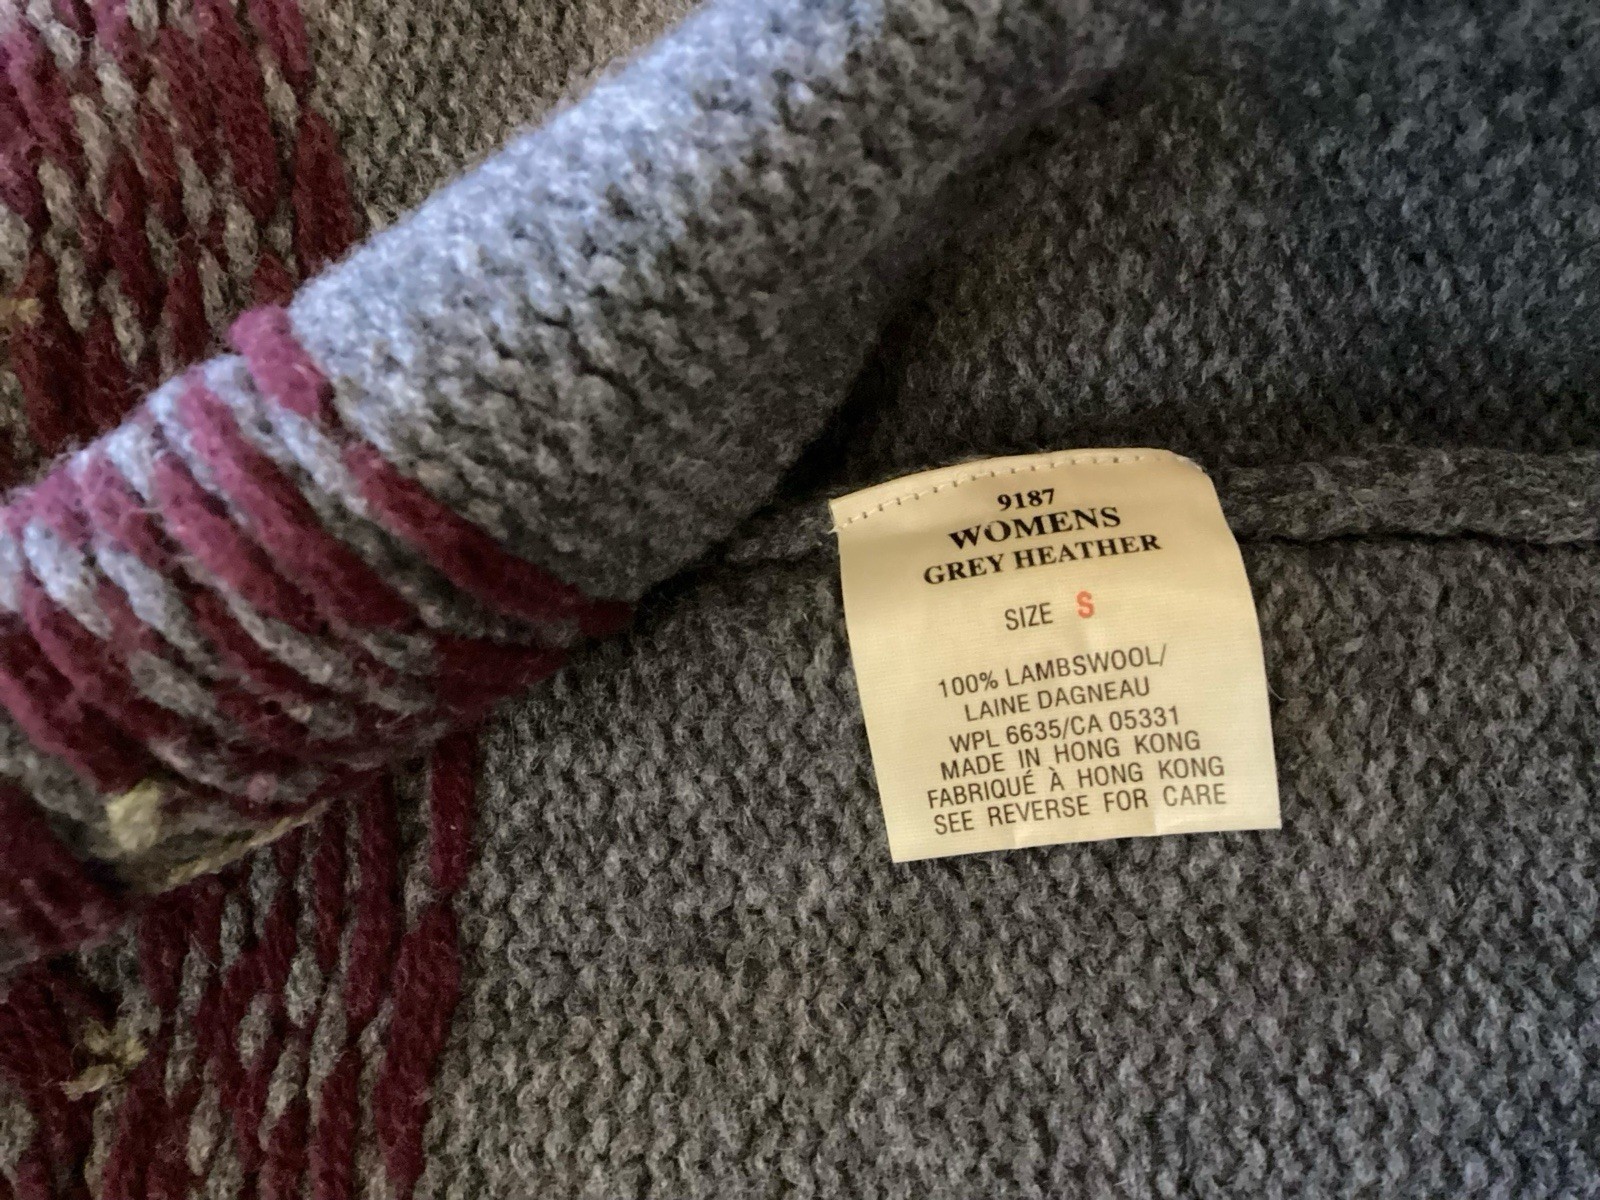 9187
WOMENS
GREY HEATHER
SIZE S
100% LAMBSWOOL/
LAINE DAGNEAU
WPL 6635/CA 05331
MADE IN HONG KONG
FABRIQUÉ À HONG KONG
SEE REVERSE FOR CARE